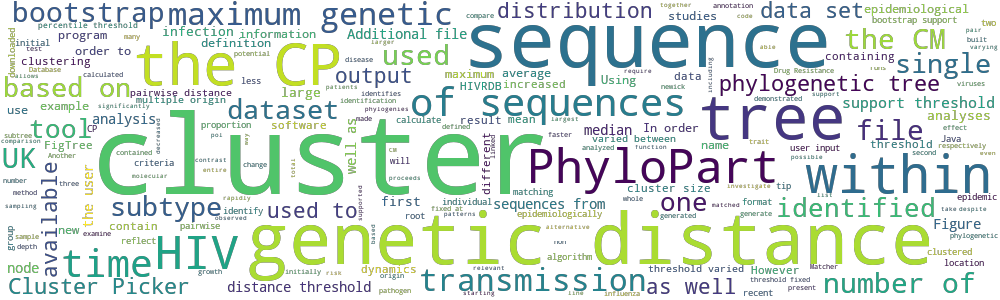 bootstrap maximum genetic distribution data set epidemiological
percentile threshold compare together annotation code bootstrap support
many infection information Additional file studies two
initial program definition larger pair
test order to built
downloaded clustering potential disease varying
Database the CP used sequence the CM containing
allows calculated less able
based on pairwise distance patients maximum average Using data including require single
multiple origin large output HIVRDB increased newick phylogenetic tree viruses
significantly dataset identifies identification phylogenies of sequences Drug Resistance
use example made calculate largest demonstrated support support threshold
subtree analysis proportion software result mean faster tree file analyses
comparison tool CP poi cluster median In order name effect
UK FigTree decreased defined different linked varied between function user input Java respectively
Another contained contrast change well as PhyloPart analyzed trait threshold second even
number criteria entire will matching possible within
method three molecular proceeds cluster size tip list
available the user subtype rapidly supported first individual sequences from one investigate format epidemic
sampling new contain observed identify used to root whole matched generate take despite
group sample examine pairwise fixed at epidemiologically generated identified Figure phylogenetic
depth reflect HIV patterns alternative
node time genetic distance clustered
growth initially risk dynamics non algorithm threshold varied Matcher location
Cluster Picker distance threshold origin relevant transmission as well However number of
pathogen starting line influenza recent threshold fixed present